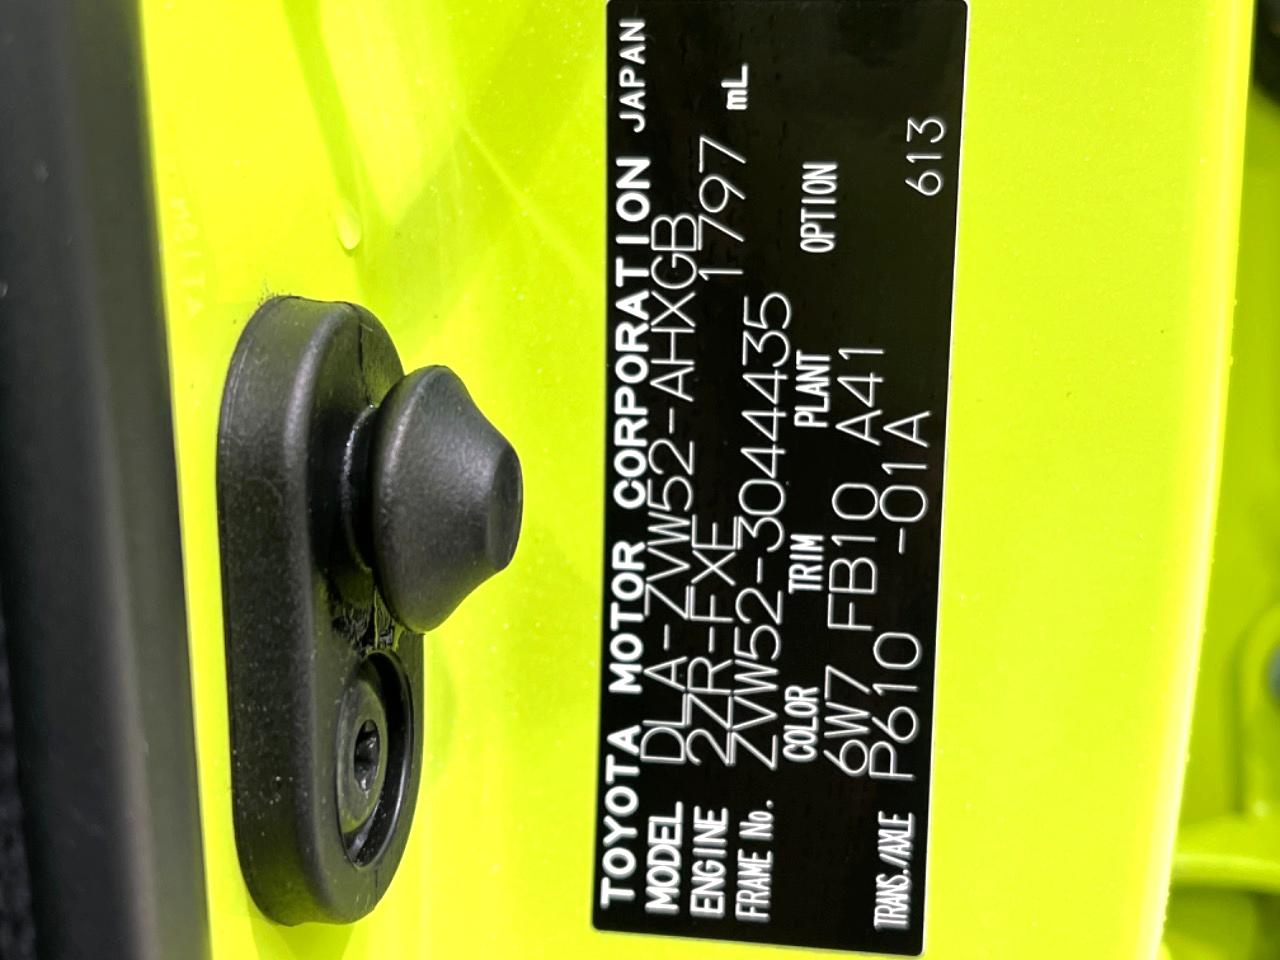 TOYOTA MOTOR CORPORATION JAPAN
MODEL DLA-ZVW52-AHXGB
ENGINE 2ZR-FXE 1797 mL
FRAME No. ZVW52-3044435
COLOR TRIM PLANT OPTION
6W7 FB10 A41
TRANS./AXLE P610 -01A 613